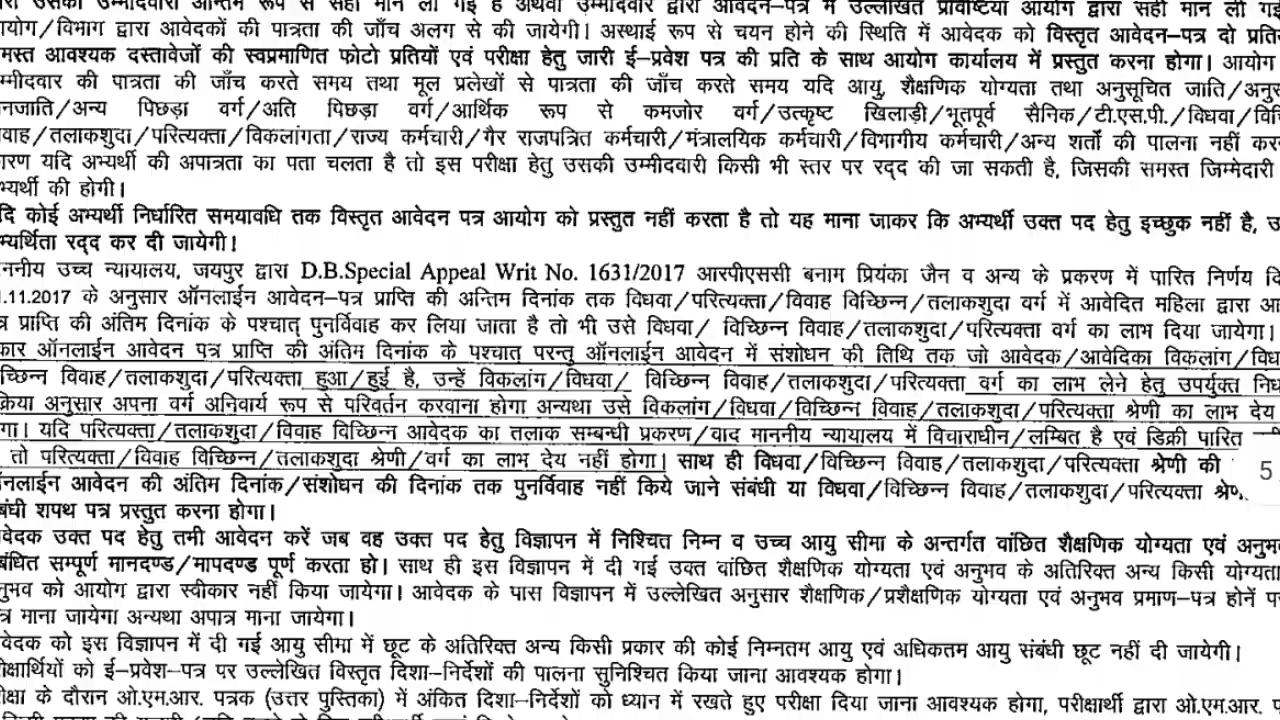 उसकी उम्मीदवारी अन्तिम रूप से सही मान ली गई है अथवा उम्मीदवार द्वारा आवेदन–पत्र में उल्लेखित प्रविष्टियां आयोग द्वारा सही मान ली गई
योग/विभाग द्वारा आवेदकों की पात्रता की जाँच अलग से की जायेगी। अस्थाई रूप से चयन होने की स्थिति में आवेदक को विस्तृत आवेदन–पत्र दो प्रति
मस्त आवश्यक दस्तावेजों की स्वप्रमाणित फोटो प्रतियों एवं परीक्षा हेतु जारी ई–प्रवेश पत्र की प्रति के साथ आयोग कार्यालय में प्रस्तुत करना होगा। आयोग
म्मीदवार की पात्रता की जाँच करते समय तथा मूल प्रलेखों से पात्रता की जाँच करते समय यदि आयु, शैक्षणिक योग्यता तथा अनुसूचित जाति/अनुस
नजाति/अन्य पिछड़ा वर्ग/अति पिछड़ा वर्ग/आर्थिक रूप से कमजोर वर्ग/उत्कृष्ट खिलाड़ी/भूतपूर्व सैनिक/टी.एस.पी./विधवा/विच्
वाह/तलाकशुदा/परित्यक्ता/विकलांगता/राज्य कर्मचारी/गैर राजपत्रित कर्मचारी/मंत्रालयिक कर्मचारी/विभागीय कर्मचारी/अन्य शर्तों की पालना नहीं कर
रण यदि अभ्यर्थी की अपात्रता का पता चलता है तो इस परीक्षा हेतु उसकी उम्मीदवारी किसी भी स्तर पर रद्द की जा सकती है, जिसकी समस्त जिम्मेदारी
भ्यर्थी की होगी।
दि कोई अभ्यर्थी निर्धारित समयावधि तक विस्तृत आवेदन पत्र आयोग को प्रस्तुत नहीं करता है तो यह माना जाकर कि अभ्यर्थी उक्त पद हेतु इच्छुक नहीं है, उ
भ्यर्थिता रद्द कर दी जायेगी।
ननीय उच्च न्यायालय, जयपुर द्वारा D.B.Special Appeal Writ No. 1631/2017 आरपीएससी बनाम प्रियंका जैन व अन्य के प्रकरण में पारित निर्णय दि
.11.2017 के अनुसार ऑनलाईन आवेदन–पत्र प्राप्ति की अन्तिम दिनांक तक विधवा/परित्यक्ता/विवाह विच्छिन्न/तलाकशुदा वर्ग में आवेदित महिला द्वारा आ
त्र प्राप्ति की अंतिम दिनांक के पश्चात् पुनर्विवाह कर लिया जाता है तो भी उसे विधवा/ विच्छिन्न विवाह/तलाकशुदा/परित्यक्ता वर्ग का लाभ दिया जायेगा।
कार ऑनलाईन आवेदन पत्र प्राप्ति की अंतिम दिनांक के पश्चात् परन्तु ऑनलाईन आवेदन में संशोधन की तिथि तक जो आवेदक/आवेदिका विकलांग/विध
च्छिन्न विवाह/तलाकशुदा/परित्यक्ता हुआ/हुई है, उन्हें विकलांग/विधवा/ विच्छिन्न विवाह/तलाकशुदा/परित्यक्ता वर्ग का लाभ लेने हेतु उपर्युक्त निध
क्रिया अनुसार अपना वर्ग अनिवार्य रूप से परिवर्तन करवाना होगा अन्यथा उसे विकलांग/विधवा/विच्छिन्न विवाह/तलाकशुदा/परित्यक्ता श्रेणी का लाभ देय
गा। यदि परित्यक्ता/तलाकशुदा/विवाह विच्छिन्न आवेदक का तलाक सम्बन्धी प्रकरण/वाद माननीय न्यायालय में विचाराधीन/लम्बित है एवं डिक्री पारित
तो परित्यक्ता/विवाह विच्छिन्न/तलाकशुदा श्रेणी/वर्ग का लाभ देय नहीं होगा। साथ ही विधवा/विच्छिन्न विवाह/तलाकशुदा/परित्यक्ता श्रेणी की
5
नलाईन आवेदन की अंतिम दिनांक/संशोधन की दिनांक तक पुनर्विवाह नहीं किये जाने संबंधी या विधवा/विच्छिन्न विवाह/तलाकशुदा/परित्यक्ता श्रेण
बंधी शपथ पत्र प्रस्तुत करना होगा।
वेदक उक्त पद हेतु तभी आवेदन करें जब वह उक्त पद हेतु विज्ञापन में निश्चित निम्न व उच्च आयु सीमा के अन्तर्गत वांछित शैक्षणिक योग्यता एवं अनुभव
बंधित सम्पूर्ण मानदण्ड/मापदण्ड पूर्ण करता हो। साथ ही इस विज्ञापन में दी गई उक्त वांछित शैक्षणिक योग्यता एवं अनुभव के अतिरिक्त अन्य किसी योग्यता
नुभव को आयोग द्वारा स्वीकार नहीं किया जायेगा। आवेदक के पास विज्ञापन में उल्लेखित अनुसार शैक्षणिक/प्रशैक्षणिक योग्यता एवं अनुभव प्रमाण–पत्र होनें प
त्र माना जायेगा अन्यथा अपात्र माना जायेगा।
वेदक को इस विज्ञापन में दी गई आयु सीमा में छूट के अतिरिक्त अन्य किसी प्रकार की कोई निम्नतम आयु एवं अधिकतम आयु संबंधी छूट नहीं दी जायेगी।
रीक्षार्थियों को ई–प्रवेश–पत्र पर उल्लेखित विस्तृत दिशा–निर्देशों की पालना सुनिश्चित किया जाना आवश्यक होगा।
रीक्षा के दौरान ओ.एम.आर. पत्रक (उत्तर पुस्तिका) में अंकित दिशा–निर्देशों को ध्यान में रखते हुए परीक्षा दिया जाना आवश्यक होगा, परीक्षार्थी द्वारा ओ.एम.आर.